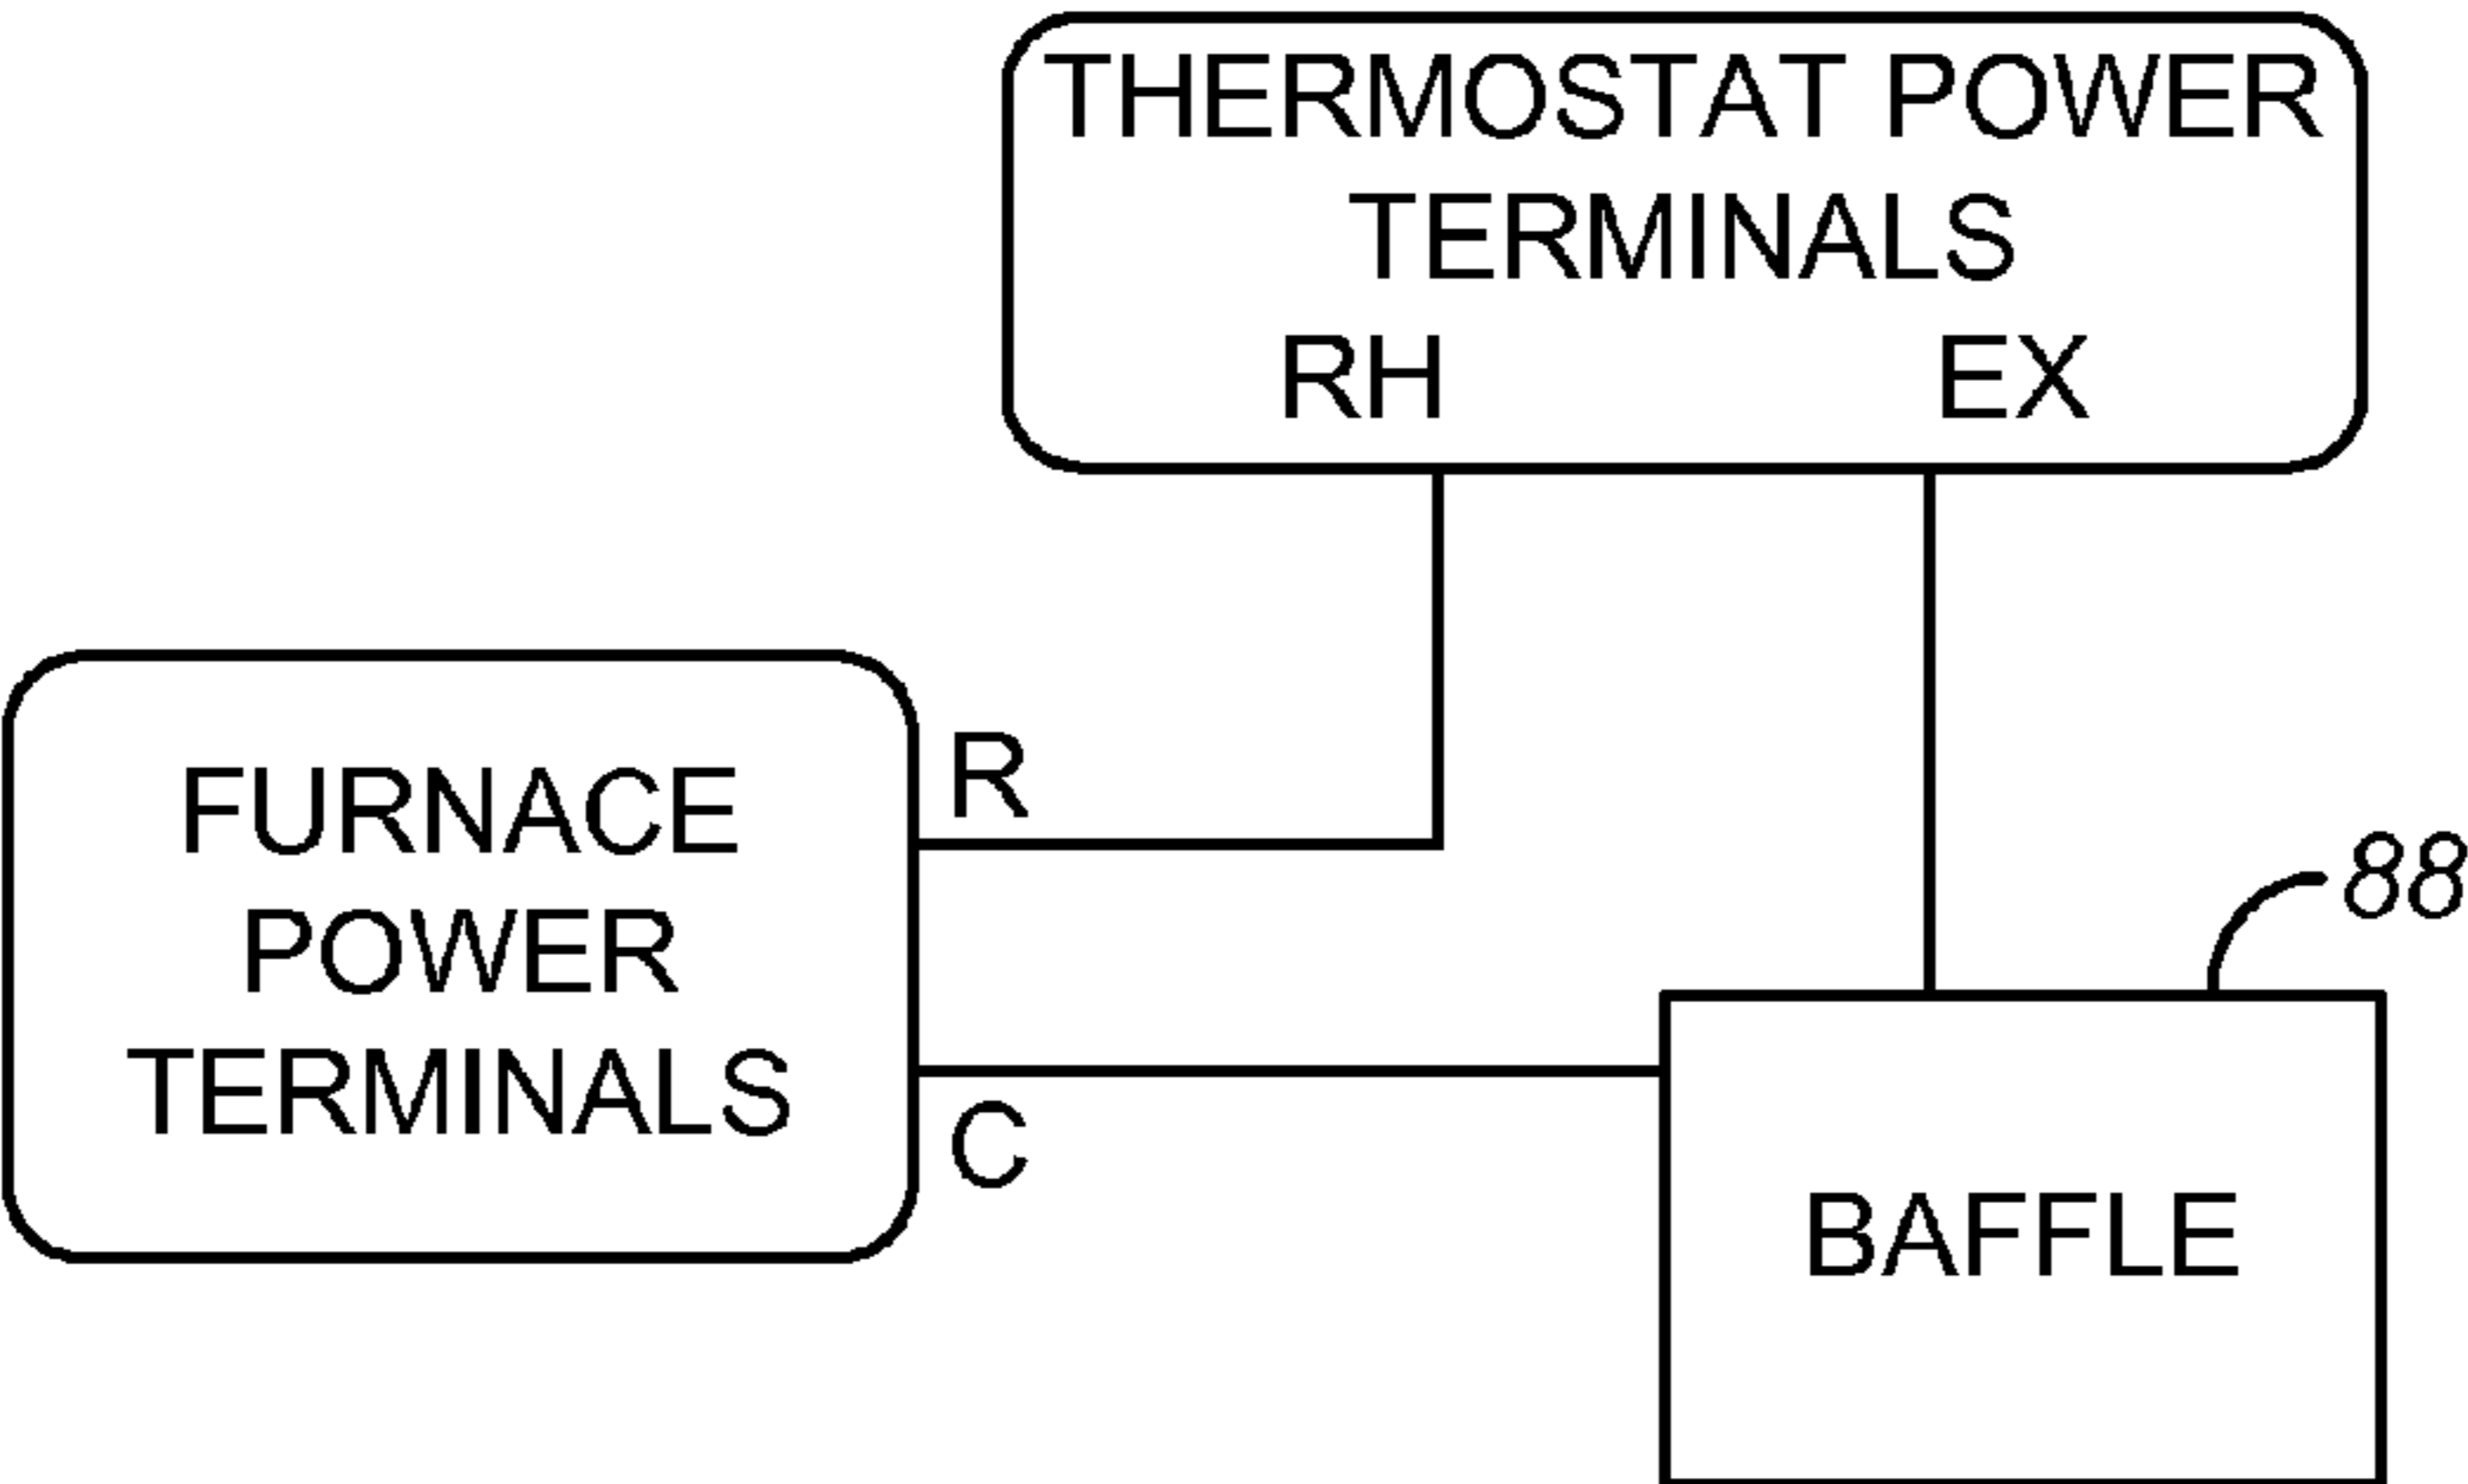 THERMOSTAT POWER
TERMINALS
RH EX
FURNACE
POWER
TERMINALS
R
C
88
BAFFLE